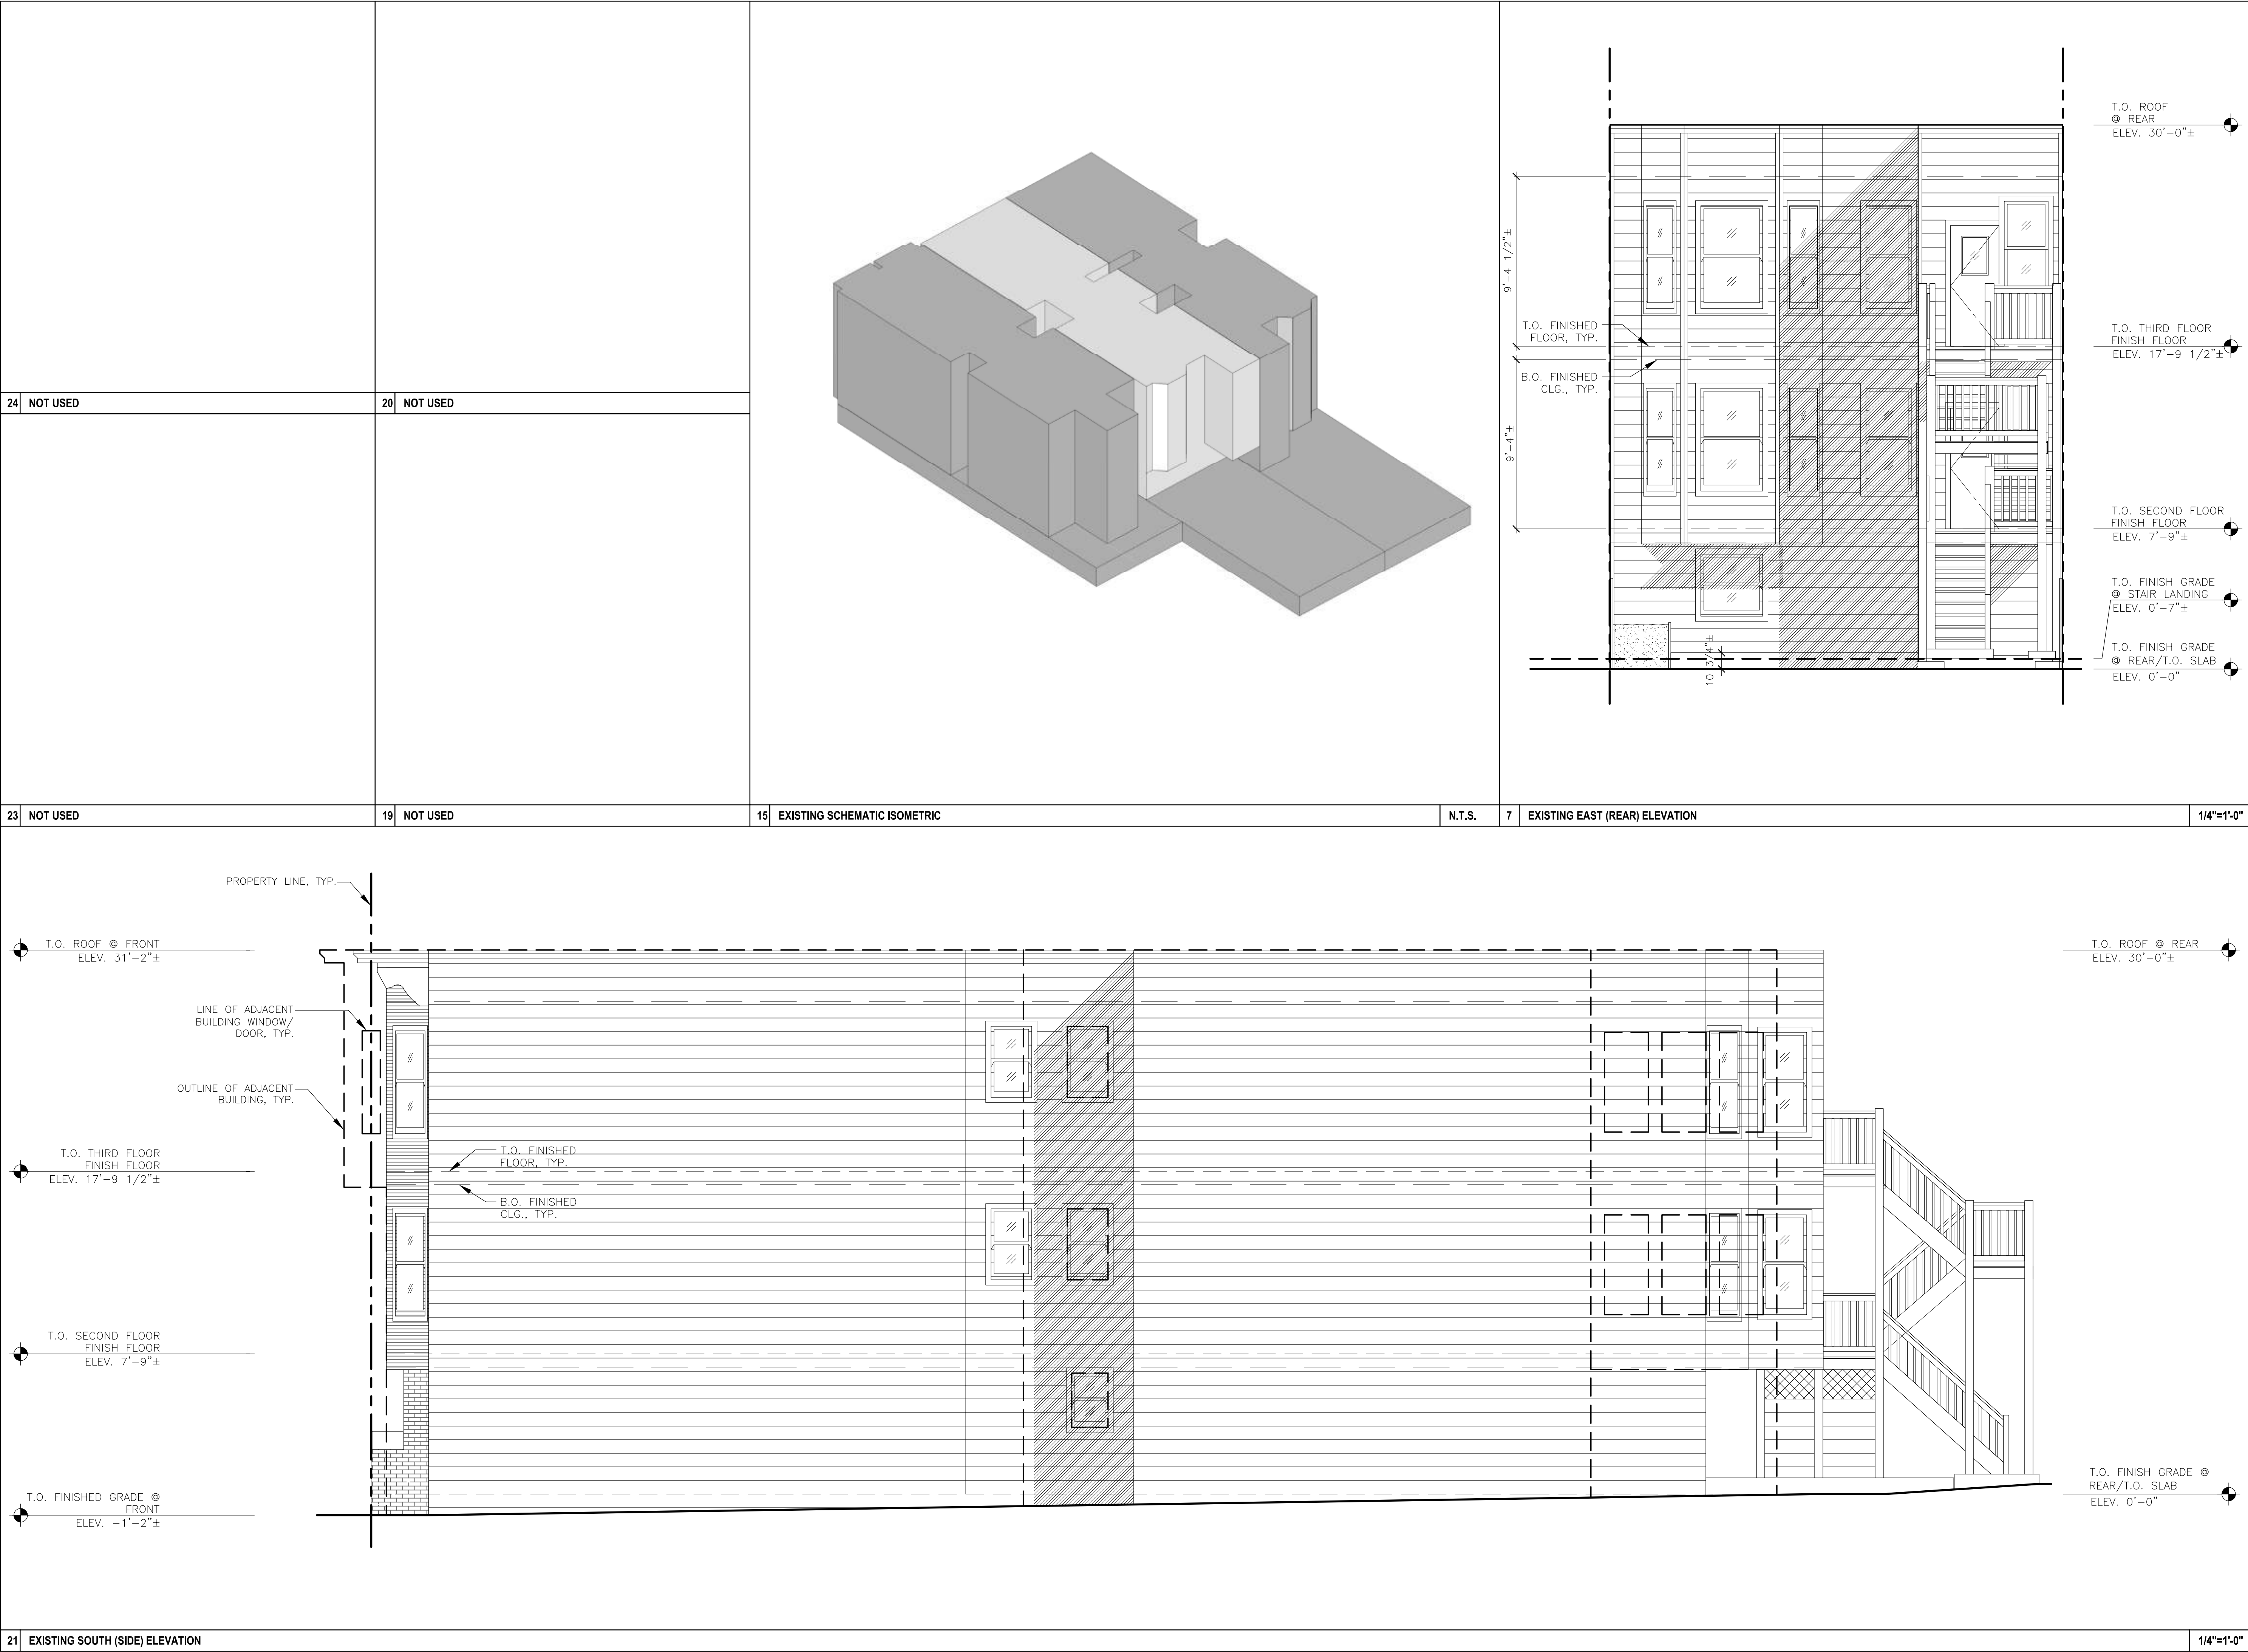 24 NOT USED
20 NOT USED
23 NOT USED
19 NOT USED
15 EXISTING SCHEMATIC ISOMETRIC N.T.S.
T.O. ROOF
@ REAR
ELEV. 30'-0"±
9'-4 1/2"±
T.O. FINISHED
FLOOR, TYP.
B.O. FINISHED
CLG., TYP.
9'-4"±
10 3/4"±
T.O. THIRD FLOOR
FINISH FLOOR
ELEV. 17'-9 1/2"±
T.O. SECOND FLOOR
FINISH FLOOR
ELEV. 7'-9"±
T.O. FINISH GRADE
@ STAIR LANDING
ELEV. 0'-7"±
T.O. FINISH GRADE
@ REAR/T.O. SLAB
ELEV. 0'-0"
7 EXISTING EAST (REAR) ELEVATION 1/4"=1'-0"
PROPERTY LINE, TYP.
T.O. ROOF @ FRONT
ELEV. 31'-2"±
LINE OF ADJACENT
BUILDING WINDOW/
DOOR, TYP.
OUTLINE OF ADJACENT
BUILDING, TYP.
T.O. THIRD FLOOR
FINISH FLOOR
ELEV. 17'-9 1/2"±
T.O. FINISHED
FLOOR, TYP.
B.O. FINISHED
CLG., TYP.
T.O. SECOND FLOOR
FINISH FLOOR
ELEV. 7'-9"±
T.O. FINISHED GRADE @
FRONT
ELEV. -1'-2"±
T.O. ROOF @ REAR
ELEV. 30'-0"±
T.O. FINISH GRADE @
REAR/T.O. SLAB
ELEV. 0'-0"
21 EXISTING SOUTH (SIDE) ELEVATION 1/4"=1'-0"